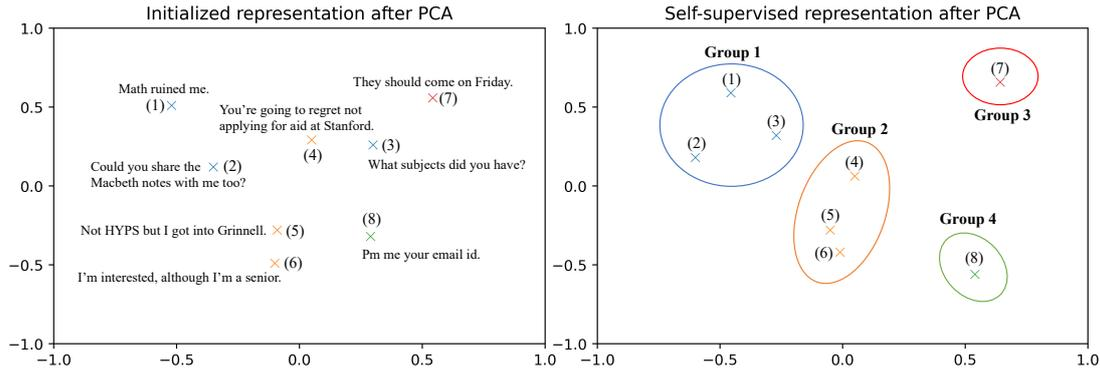 Initialized representation after PCA
1.0
0.5
0.0
−0.5
−1.0
−1.0
−0.5
0.0
0.5
1.0
Math ruined me.
(1)
You're going to regret not
applying for aid at Stanford.
(4)
They should come on Friday.
(7)
(3)
What subjects did you have?
Could you share the
Macbeth notes with me too?
(2)
Not HYPS but I got into Grinnell.
(5)
(6)
I'm interested, although I'm a senior.
(8)
Pm me your email id.
Self-supervised representation after PCA
1.0
0.5
0.0
−0.5
−1.0
−1.0
−0.5
0.0
0.5
1.0
Group 1
(1)
(2)
(3)
Group 2
(4)
(5)
(6)
(7)
Group 3
Group 4
(8)